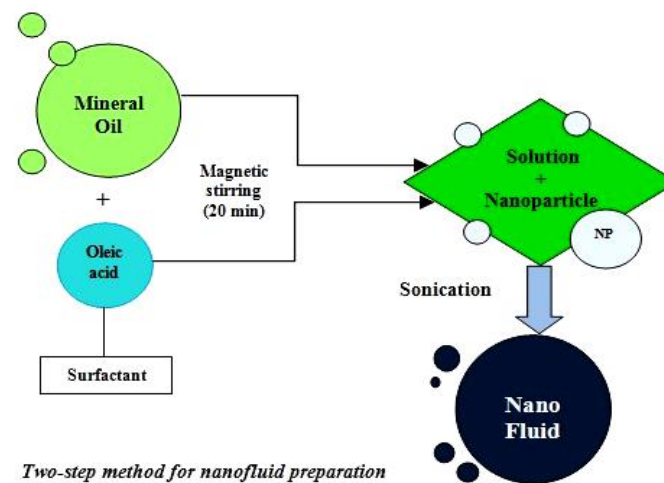 Mineral
Oil
+
Oleic
acid
Surfactant
Magnetic
stirring
(20 min)
Solution
+
Nanoparticle
NP
Sonication
Nano
Fluid
Two-step method for nanofluid preparation